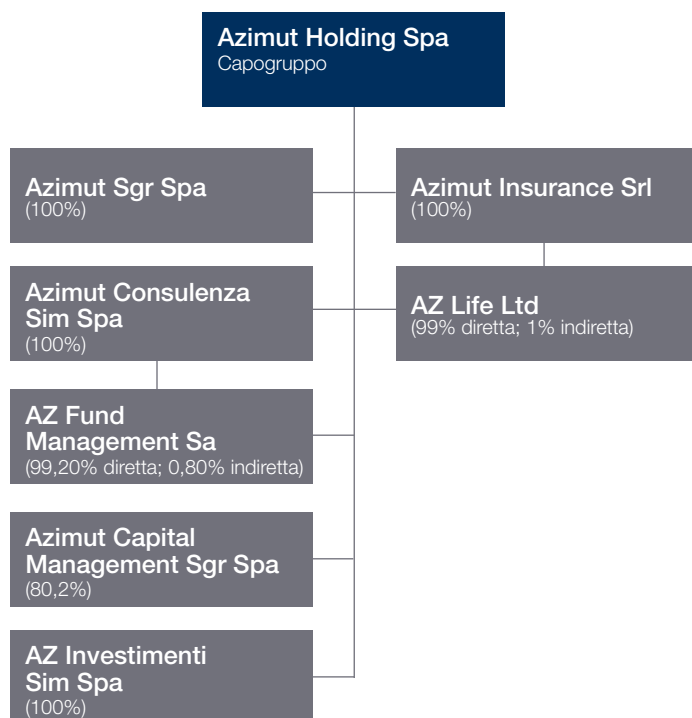 Azimut Holding Spa
Capogruppo
Azimut Sgr Spa
(100%)
Azimut Insurance Srl
(100%)
Azimut Consulenza
Sim Spa
(100%)
AZ Life Ltd
(99% diretta; 1% indiretta)
AZ Fund
Management Sa
(99,20% diretta; 0,80% indiretta)
Azimut Capital
Management Sgr Spa
(80,2%)
AZ Investimenti
Sim Spa
(100%)